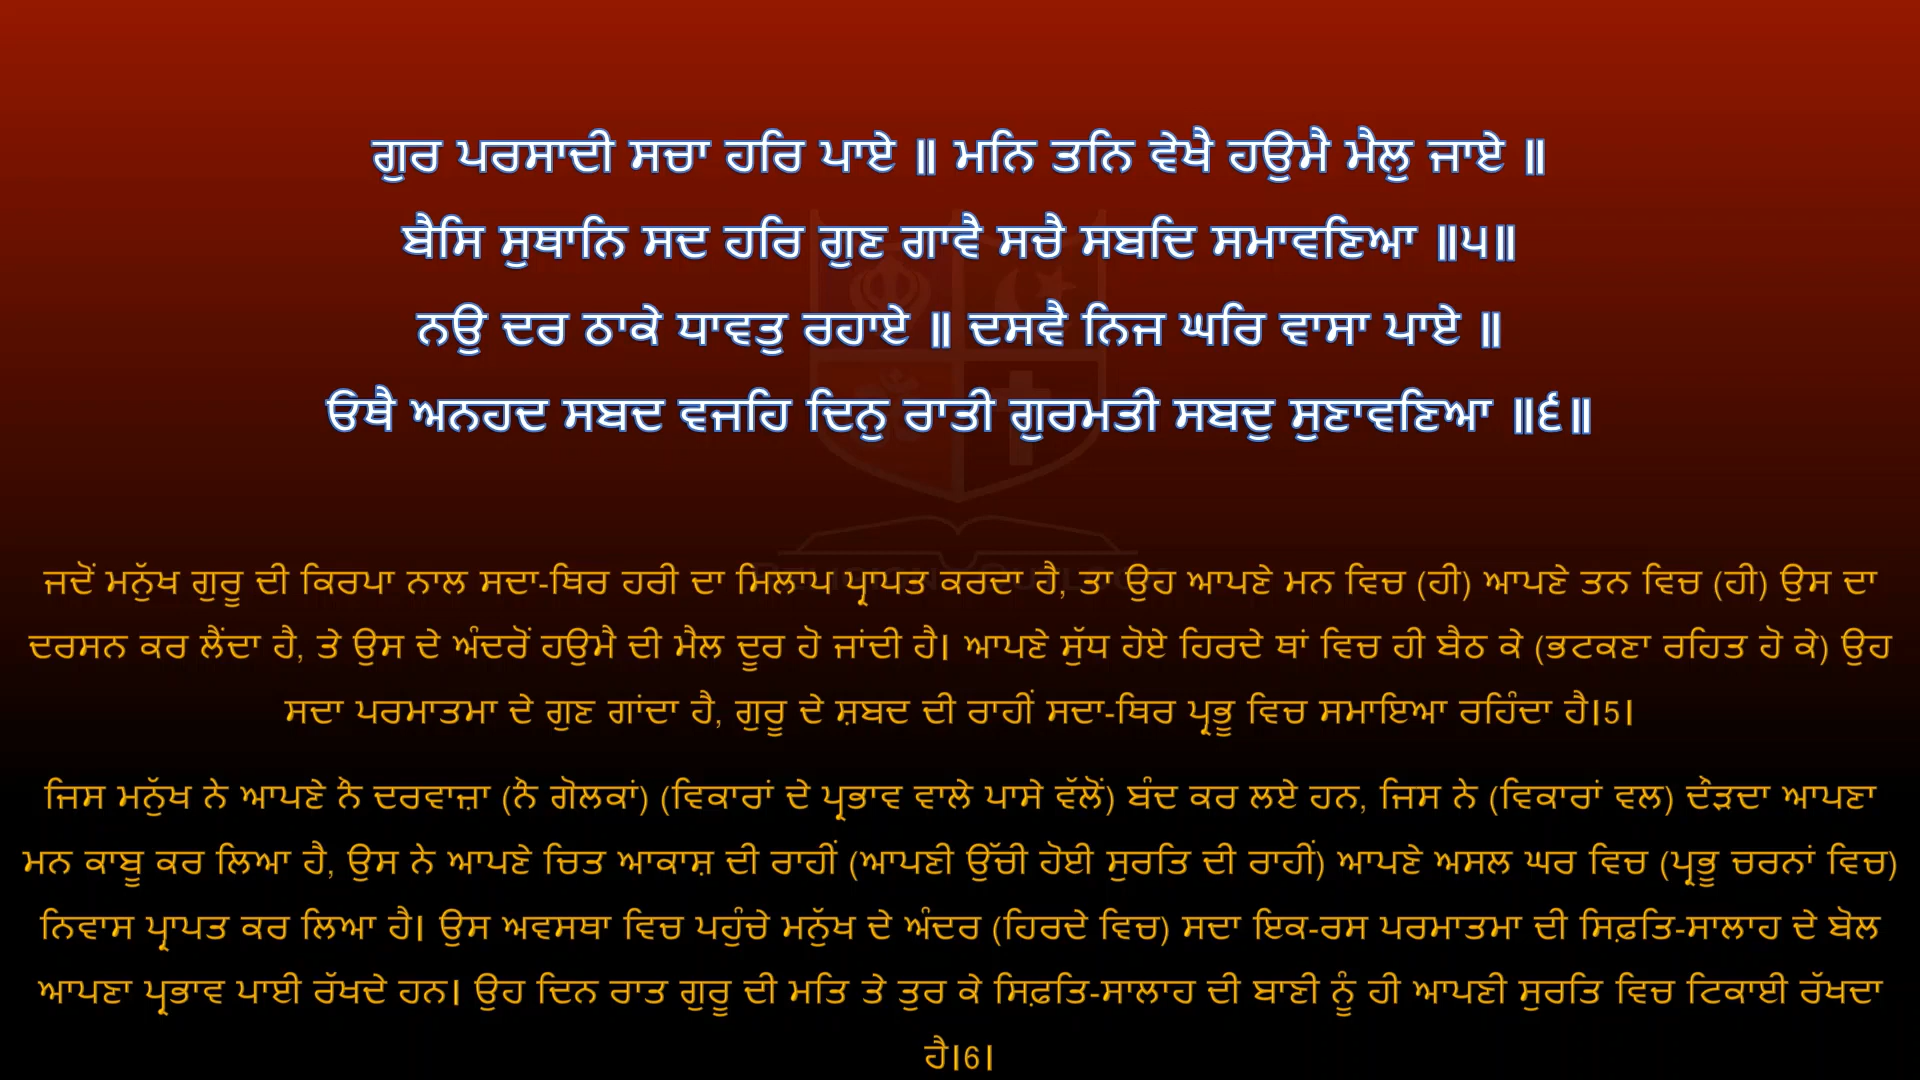 ਗੁਰ ਪਰਸਾਦੀ ਸਚਾ ਹਰਿ ਪਾਏ ॥ ਮਨਿ ਤਨਿ ਵੇਖੈ ਹਉਮੈ ਮੈਲੁ ਜਾਏ ॥
ਬੈਸਿ ਸੁਥਾਨਿ ਸਦ ਹਰਿ ਗੁਣ ਗਾਵੈ ਸਚੈ ਸਬਦਿ ਸਮਾਵਣਿਆ ॥੫॥
ਨਉ ਦਰ ਠਾਕੇ ਧਾਵਤੁ ਰਹਾਏ ॥ ਦਸਵੈ ਨਿਜ ਘਰਿ ਵਾਸਾ ਪਾਏ ॥
ਓਥੈ ਅਨਹਦ ਸਬਦ ਵਜਹਿ ਦਿਨੁ ਰਾਤੀ ਗੁਰਮਤੀ ਸਬਦੁ ਸੁਣਾਵਣਿਆ ॥੬॥
ਜਦੋਂ ਮਨੁੱਖ ਗੁਰੂ ਦੀ ਕਿਰਪਾ ਨਾਲ ਸਦਾ-ਥਿਰ ਹਰੀ ਦਾ ਮਿਲਾਪ ਪ੍ਰਾਪਤ ਕਰਦਾ ਹੈ, ਤਾ ਉਹ ਆਪਣੇ ਮਨ ਵਿਚ (ਹੀ) ਆਪਣੇ ਤਨ ਵਿਚ (ਹੀ) ਉਸ ਦਾ
ਦਰਸਨ ਕਰ ਲੈਂਦਾ ਹੈ, ਤੇ ਉਸ ਦੇ ਅੰਦਰੋਂ ਹਉਮੈ ਦੀ ਮੈਲ ਦੂਰ ਹੋ ਜਾਂਦੀ ਹੈ। ਆਪਣੇ ਸੁੱਧ ਹੋਏ ਹਿਰਦੇ ਥਾਂ ਵਿਚ ਹੀ ਬੈਠ ਕੇ (ਭਟਕਣਾ ਰਹਿਤ ਹੋ ਕੇ) ਉਹ
ਸਦਾ ਪਰਮਾਤਮਾ ਦੇ ਗੁਣ ਗਾਂਦਾ ਹੈ, ਗੁਰੂ ਦੇ ਸ਼ਬਦ ਦੀ ਰਾਹੀਂ ਸਦਾ-ਥਿਰ ਪ੍ਰਭੂ ਵਿਚ ਸਮਾਇਆ ਰਹਿੰਦਾ ਹੈ।5।
ਜਿਸ ਮਨੁੱਖ ਨੇ ਆਪਣੇ ਨੌ ਦਰਵਾਜ਼ਾ (ਨੌ ਗੋਲਕਾਂ) (ਵਿਕਾਰਾਂ ਦੇ ਪ੍ਰਭਾਵ ਵਾਲੇ ਪਾਸੇ ਵੱਲੋਂ) ਬੰਦ ਕਰ ਲਏ ਹਨ, ਜਿਸ ਨੇ (ਵਿਕਾਰਾਂ ਵਲ) ਦੌੜਦਾ ਆਪਣਾ
ਮਨ ਕਾਬੂ ਕਰ ਲਿਆ ਹੈ, ਉਸ ਨੇ ਆਪਣੇ ਚਿਤ ਆਕਾਸ਼ ਦੀ ਰਾਹੀਂ (ਆਪਣੀ ਉੱਚੀ ਹੋਈ ਸੁਰਤਿ ਦੀ ਰਾਹੀਂ) ਆਪਣੇ ਅਸਲ ਘਰ ਵਿਚ (ਪ੍ਰਭੂ ਚਰਨਾਂ ਵਿਚ)
ਨਿਵਾਸ ਪ੍ਰਾਪਤ ਕਰ ਲਿਆ ਹੈ। ਉਸ ਅਵਸਥਾ ਵਿਚ ਪਹੁੰਚੇ ਮਨੁੱਖ ਦੇ ਅੰਦਰ (ਹਿਰਦੇ ਵਿਚ) ਸਦਾ ਇਕ-ਰਸ ਪਰਮਾਤਮਾ ਦੀ ਸਿਫ਼ਤਿ-ਸਾਲਾਹ ਦੇ ਬੋਲ
ਆਪਣਾ ਪ੍ਰਭਾਵ ਪਾਈ ਰੱਖਦੇ ਹਨ। ਉਹ ਦਿਨ ਰਾਤ ਗੁਰੂ ਦੀ ਮਤਿ ਤੇ ਤੁਰ ਕੇ ਸਿਫ਼ਤਿ-ਸਾਲਾਹ ਦੀ ਬਾਣੀ ਨੂੰ ਹੀ ਆਪਣੀ ਸੁਰਤਿ ਵਿਚ ਟਿਕਾਈ ਰੱਖਦਾ
ਹੈ।6।